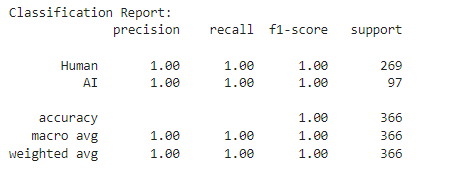 Classification Report:
precision recall f1-score support
Human 1.00 1.00 1.00 269
AI 1.00 1.00 1.00 97
accuracy 1.00 366
macro avg 1.00 1.00 1.00 366
weighted avg 1.00 1.00 1.00 366